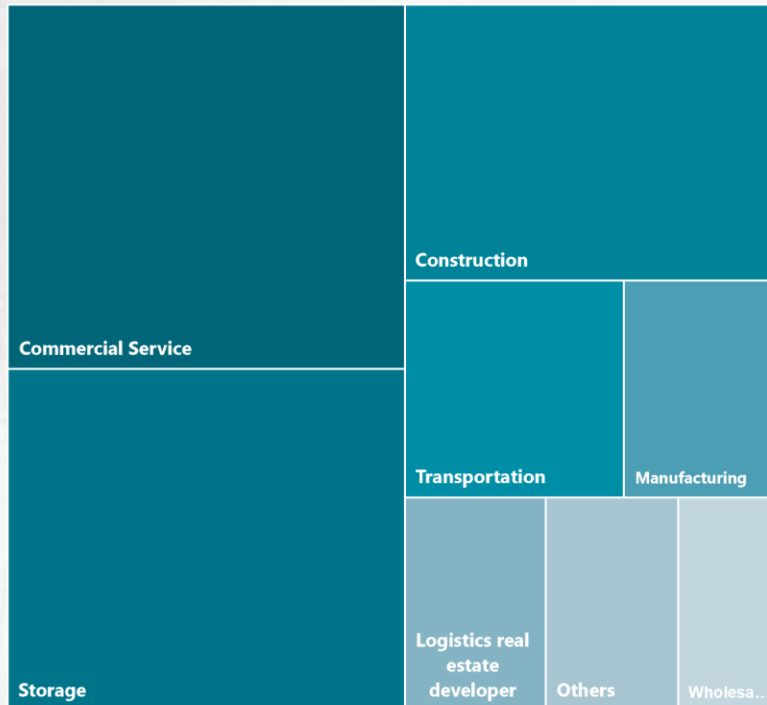 Commercial Service
Construction
Transportation
Manufacturing
Storage
Logistics real
estate
developer
Others
Wholesa...